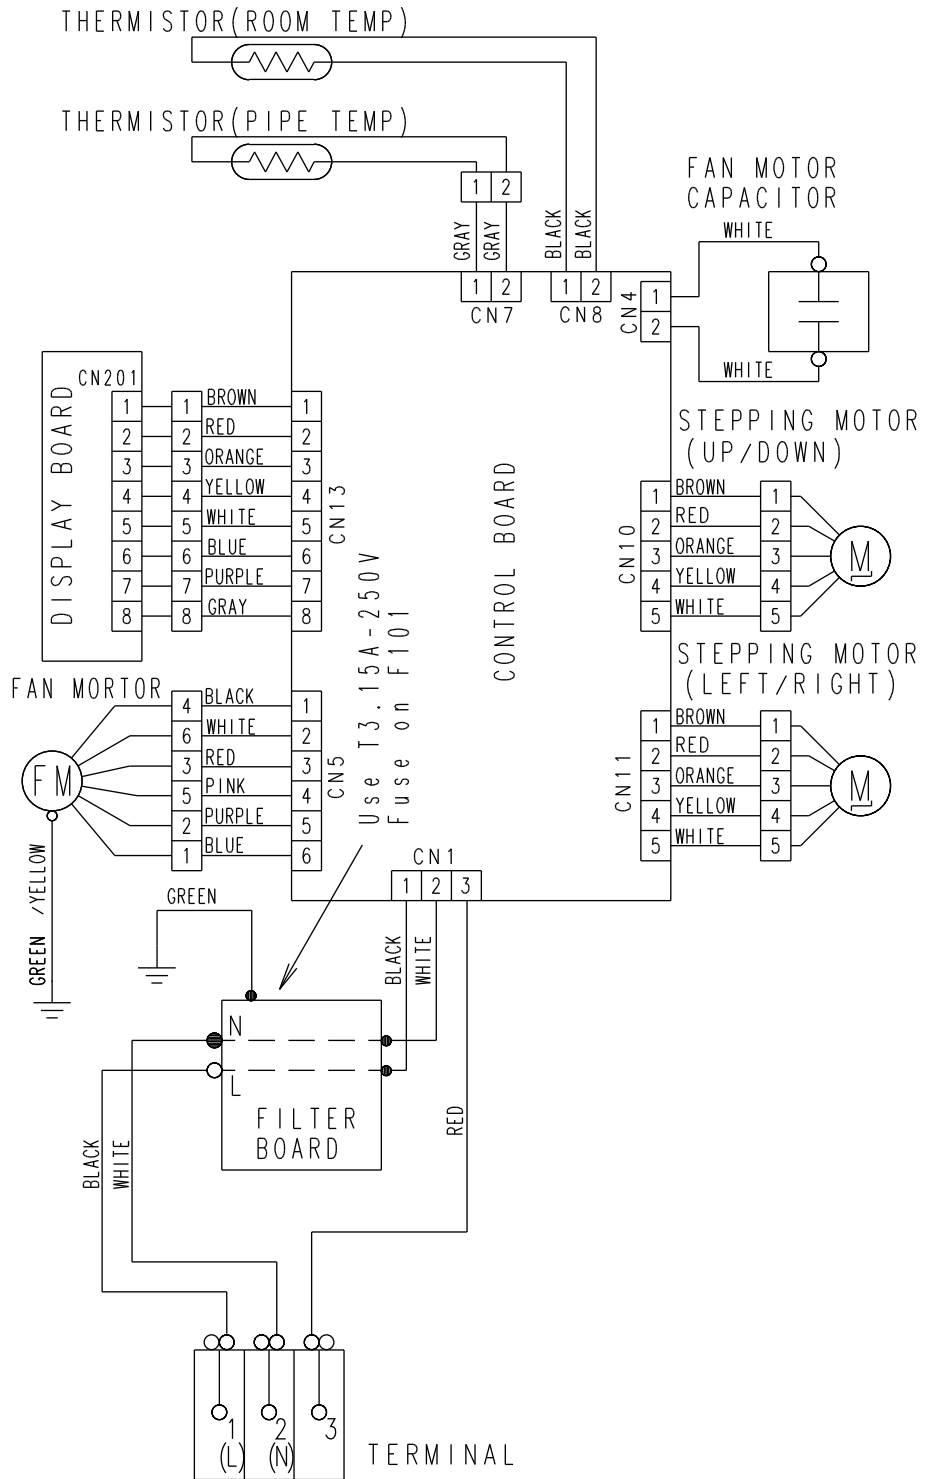 THERMISTOR(ROOM TEMP)
THERMISTOR(PIPE TEMP)
1 2
GRAY
GRAY
BLACK
BLACK
1 2
CN7
1 2
CN8
FAN MOTOR
CAPACITOR
WHITE
CN4
1
2
WHITE
DISPLAY BOARD
CN201
1 1 BROWN 1
2 2 RED 2
3 3 ORANGE 3
4 4 YELLOW 4
5 5 WHITE 5
6 6 BLUE 6
7 7 PURPLE 7
8 8 GRAY 8
CN13
CONTROL BOARD
Use T3.15A-250V
Fuse on F101
STEPPING MOTOR
(UP/DOWN)
CN10
1 BROWN 1
2 RED 2
3 ORANGE 3
4 YELLOW 4
5 WHITE 5
M
STEPPING MOTOR
(LEFT/RIGHT)
CN11
1 BROWN 1
2 RED 2
3 ORANGE 3
4 YELLOW 4
5 WHITE 5
M
FAN MORTOR
FM
4 BLACK 1
6 WHITE 2
3 RED 3
5 PINK 4
2 PURPLE 5
1 BLUE 6
CN5
GREEN /YELLOW
GREEN
CN1
1 2 3
BLACK
WHITE
RED
N
L
FILTER
BOARD
BLACK
WHITE
1
(L)
2
(N)
3
TERMINAL